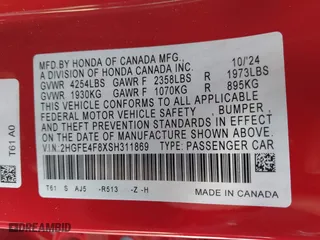 MFD.BY HONDA OF CANADA MFG., 10/'24
A DIVISION OF HONDA CANADA INC.
GVWR 4254LBS GAWR F 2358LBS R 1973LBS
GVWR 1930KG GAWR F 1070KG R 895KG
THIS VEHICLE CONFORMS TO ALL APPLICABLE
FEDERAL MOTOR VEHICLE SAFETY, BUMPER,
AND THEFT PREVENTION STANDARDS IN EFFECT
ON THE DATE OF MANUFACTURE SHOWN ABOVE.
V.I.N:2HGFE4F8XSH311869 TYPE:PASSENGER CAR
T61 S AJ5 -R513 -Z -H
MADE IN CANADA
T61 A0
DREAMBID